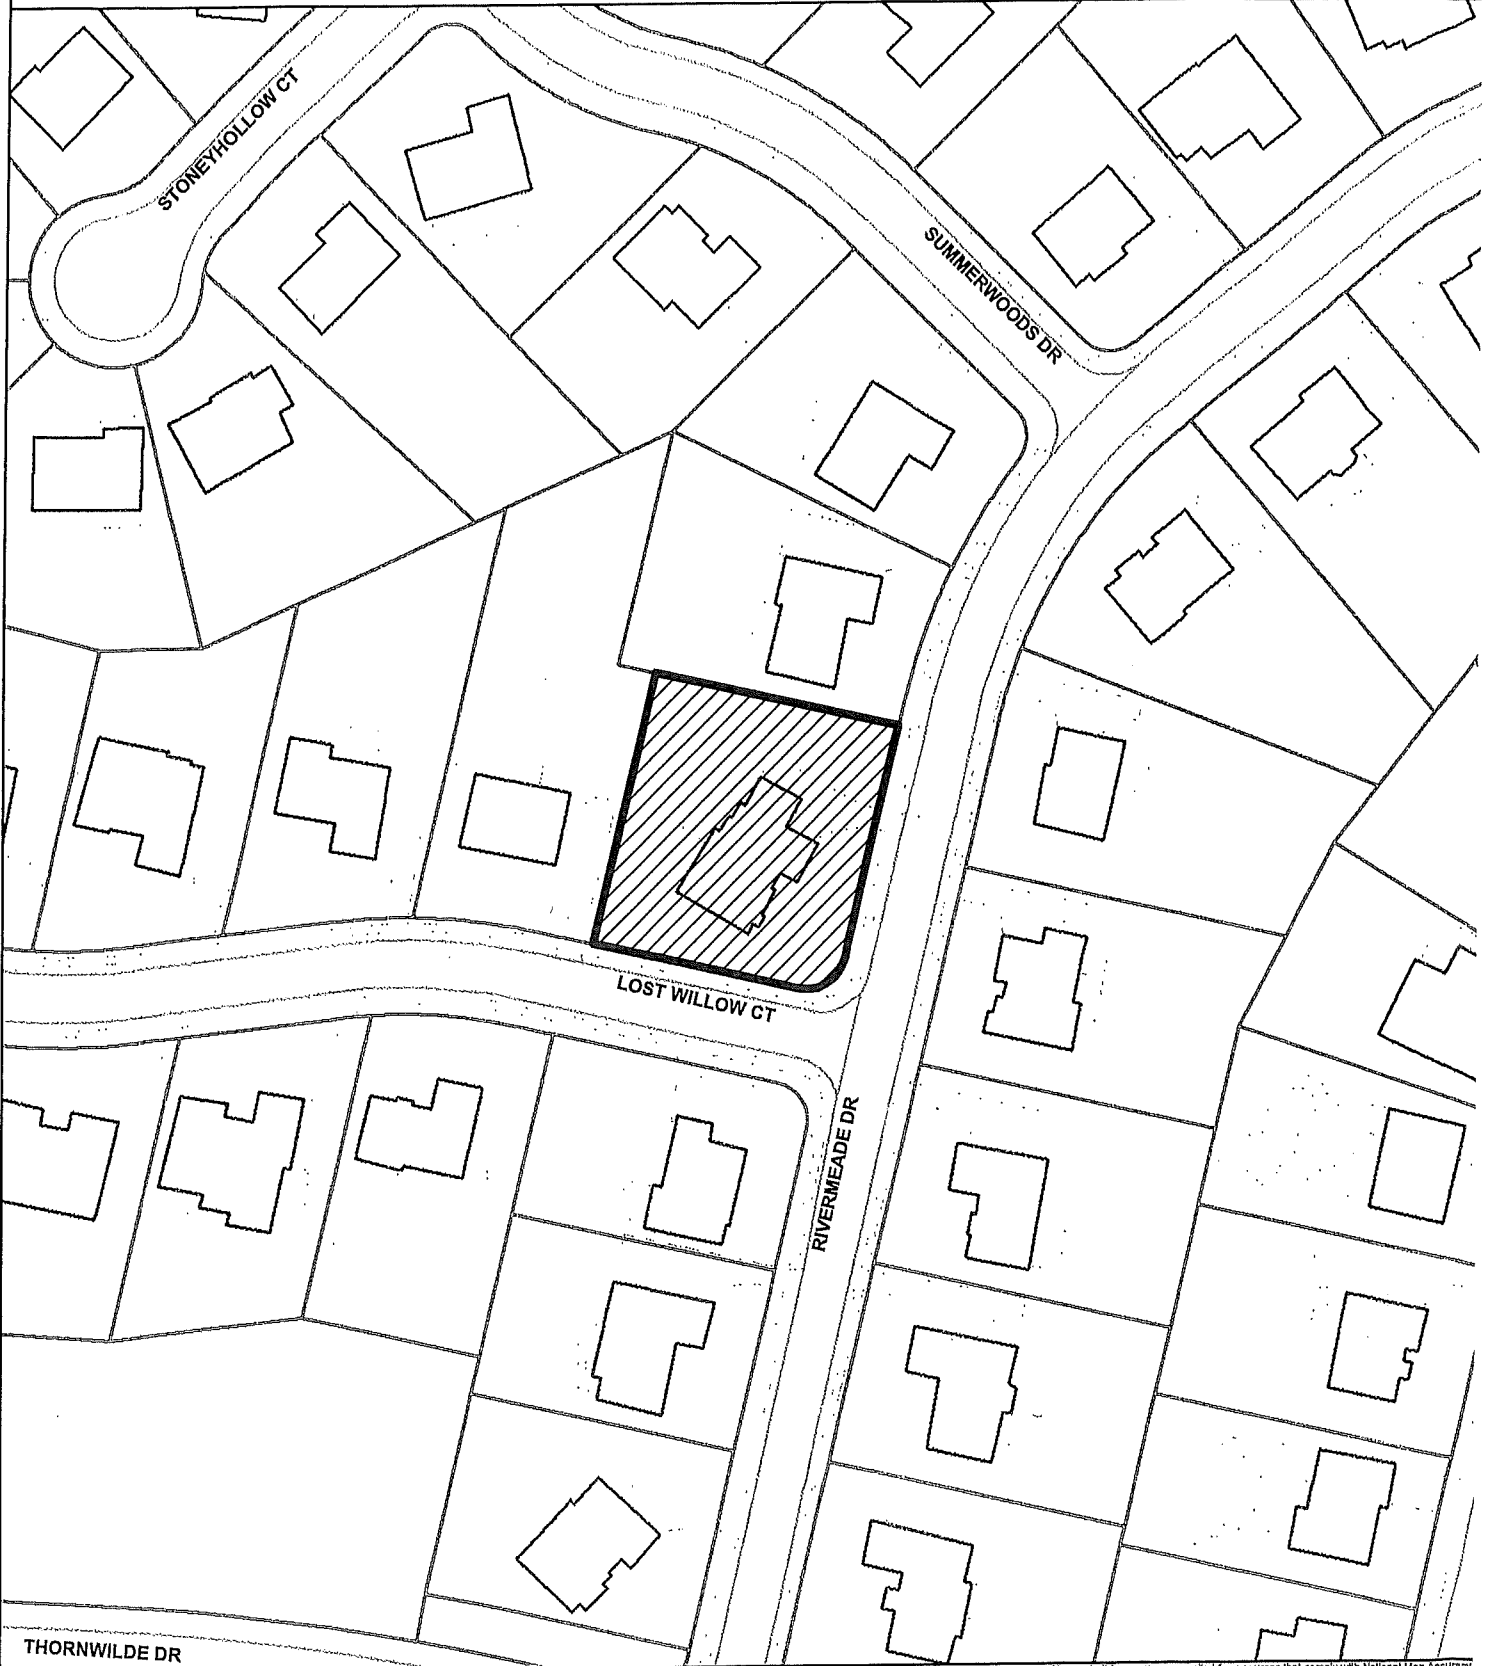 STONEYHOLLOW CT
SUMMERWOODS DR
LOST WILLOW CT
RIVERMEADE DR
THORNWILDE DR